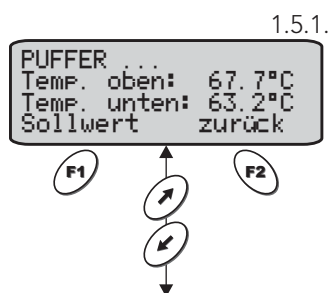 1.5.1.
PUFFER ...
Temp. oben: 67.7°C
Temp. unten: 63.2°C
Sollwert zurück
F1 F2